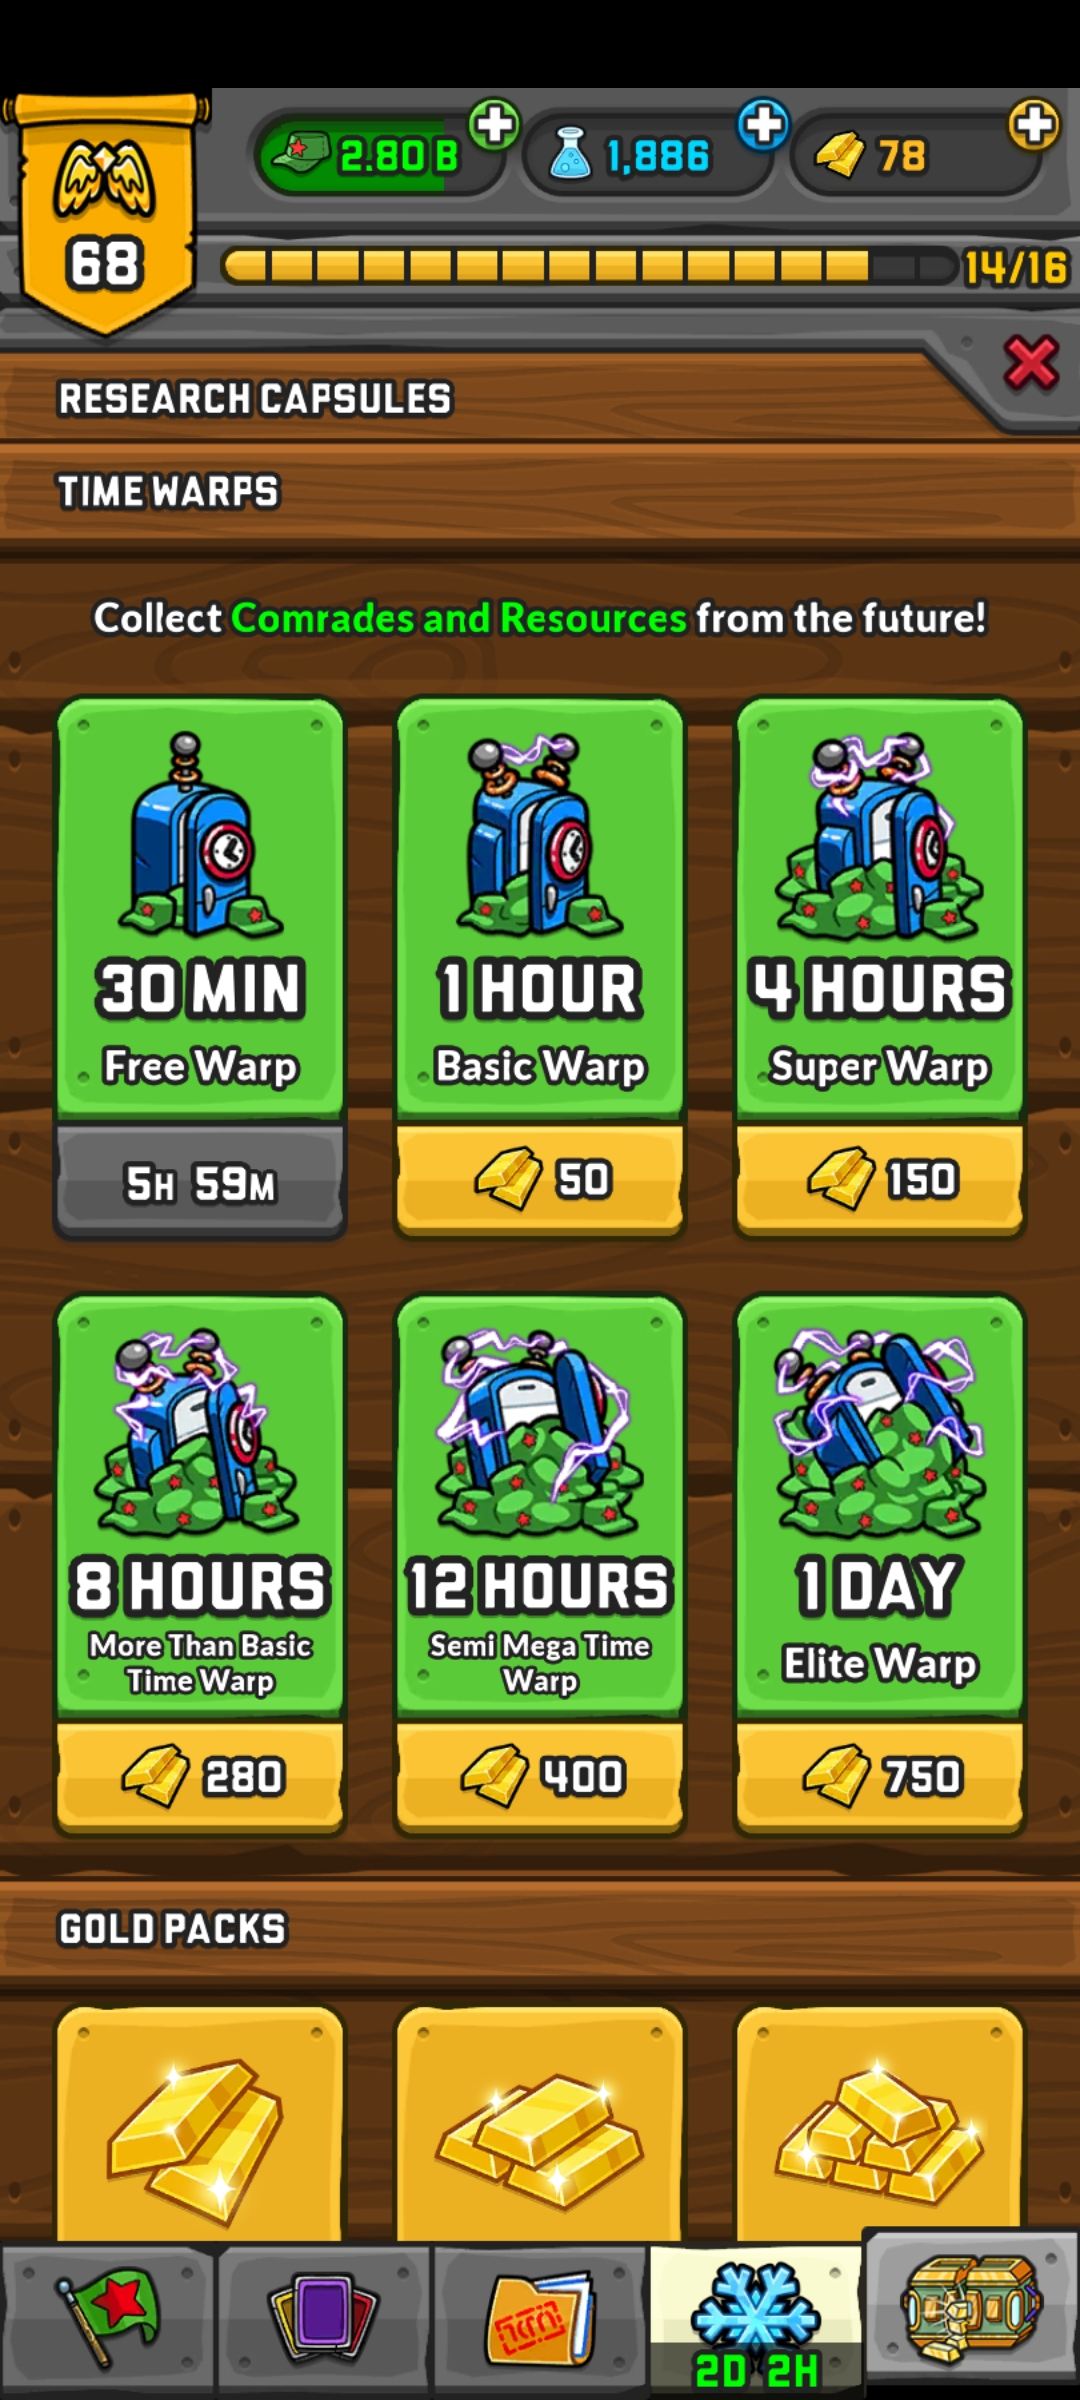 2.80 B
1,886
78
68
14/16
RESEARCH CAPSULES
TIME WARPS
Collect Comrades and Resources from the future!
30 MIN
Free Warp
5H 59M
1 HOUR
Basic Warp
50
4 HOURS
Super Warp
150
8 HOURS
More Than Basic
Time Warp
280
12 HOURS
Semi Mega Time
Warp
400
1 DAY
Elite Warp
750
GOLD PACKS
2D 2H